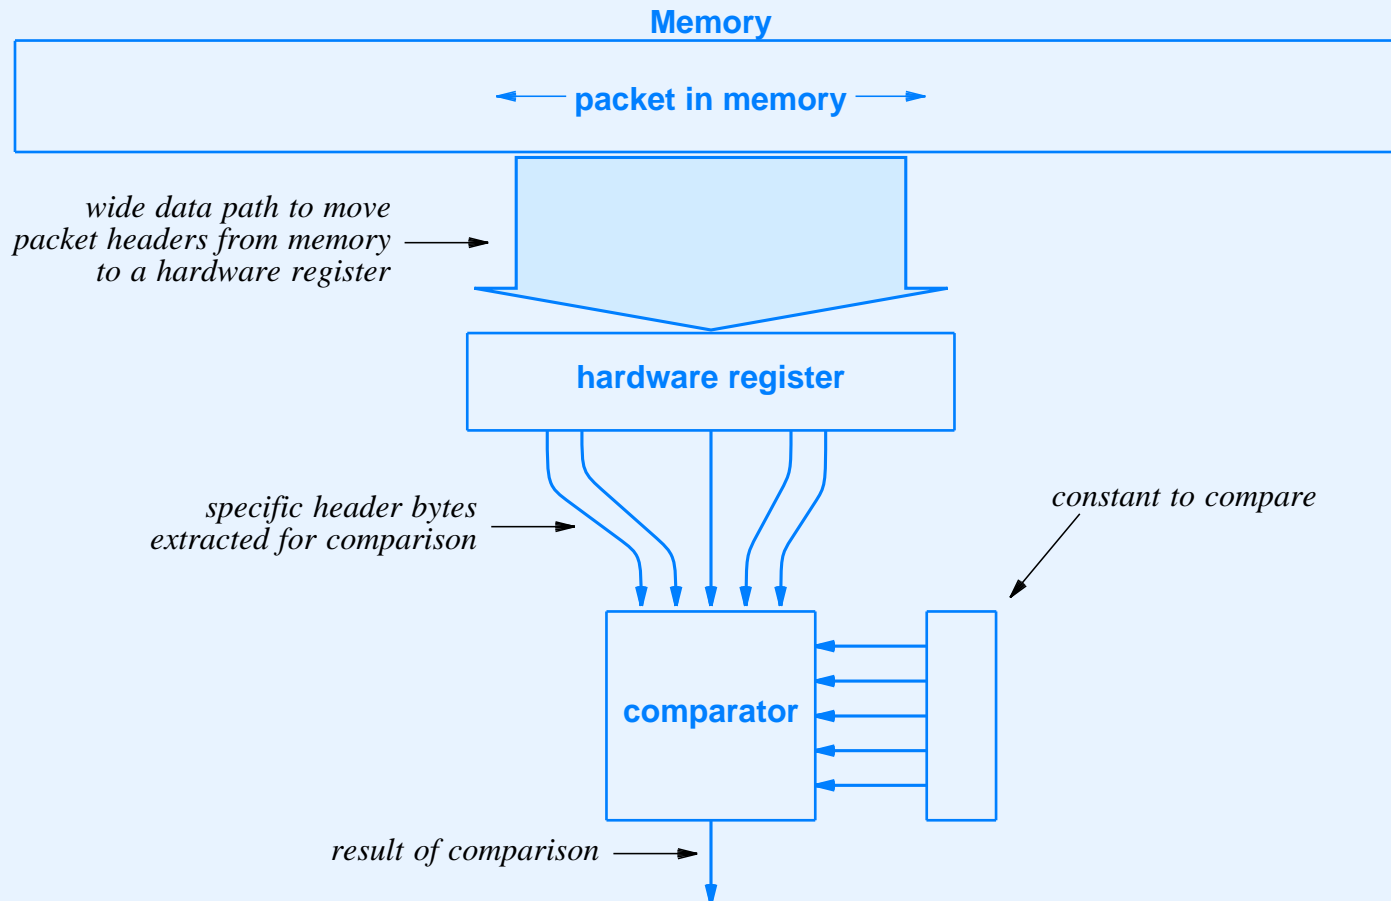 Memory
packet in memory
wide data path to move
packet headers from memory
to a hardware register
hardware register
specific header bytes
extracted for comparison
constant to compare
comparator
result of comparison